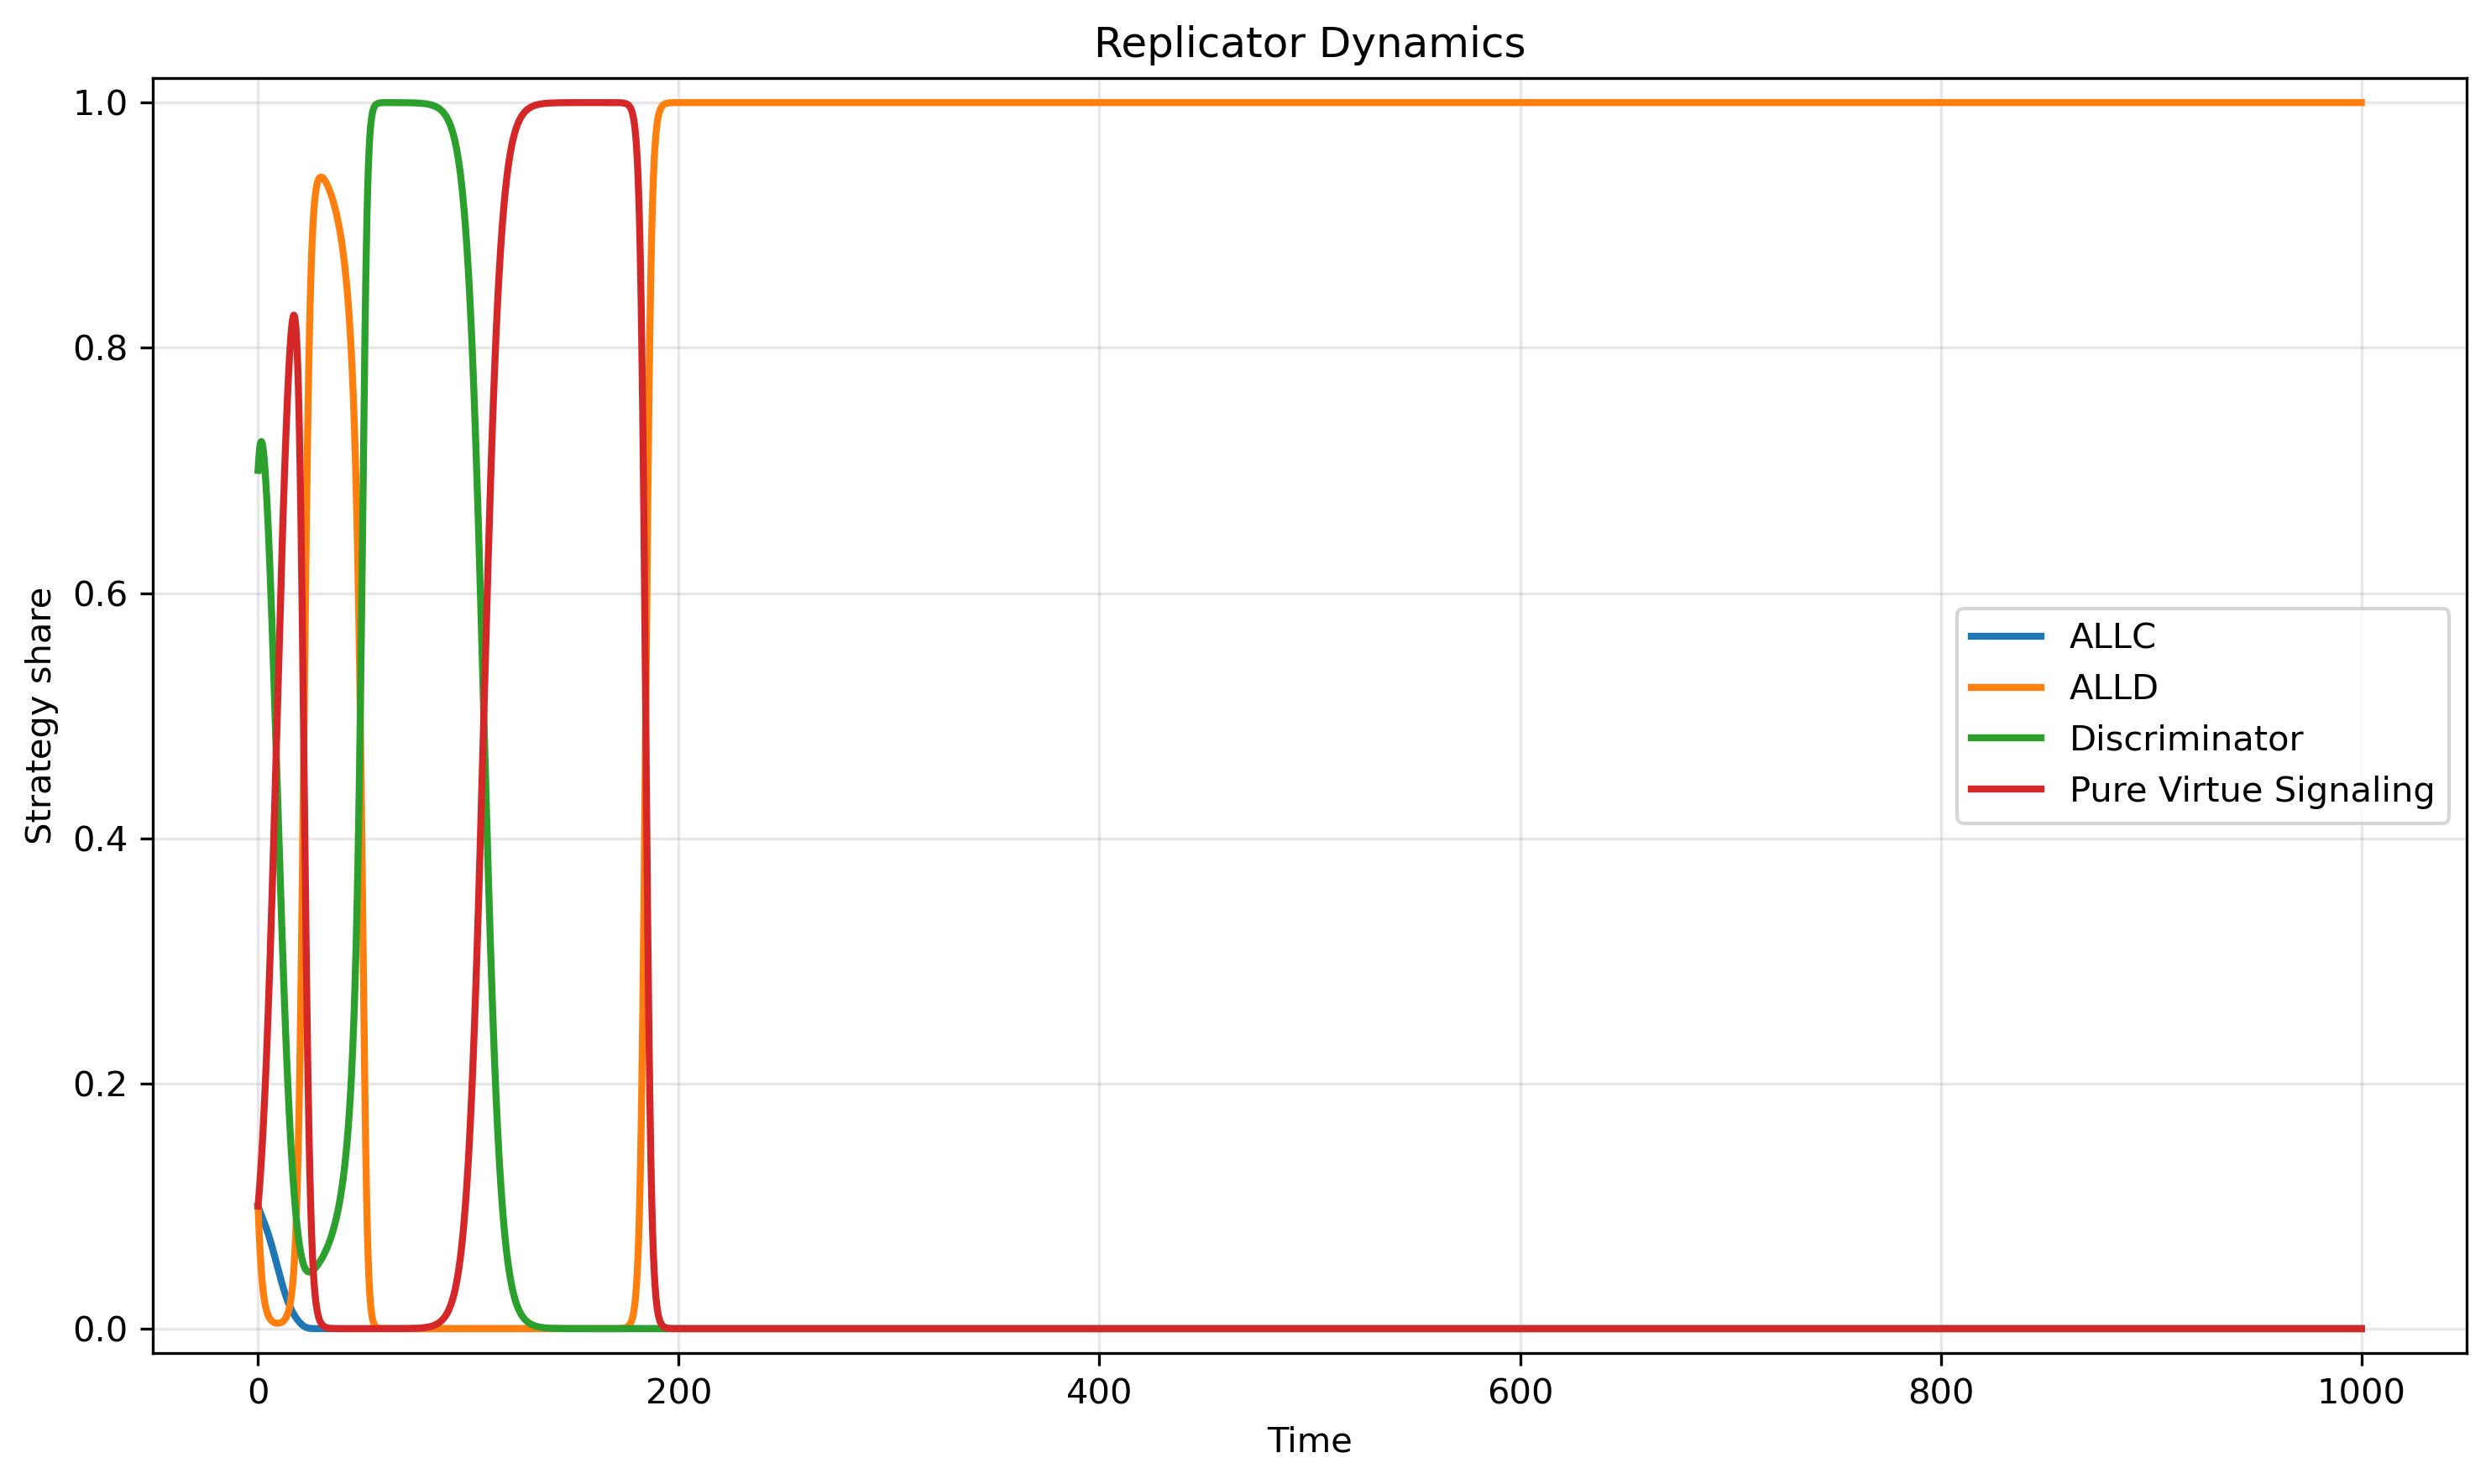 Replicator Dynamics
Strategy share
1.0
0.8
0.6
0.4
0.2
0.0
ALLC
ALLD
Discriminator
Pure Virtue Signaling
0 200 400 600 800 1000
Time